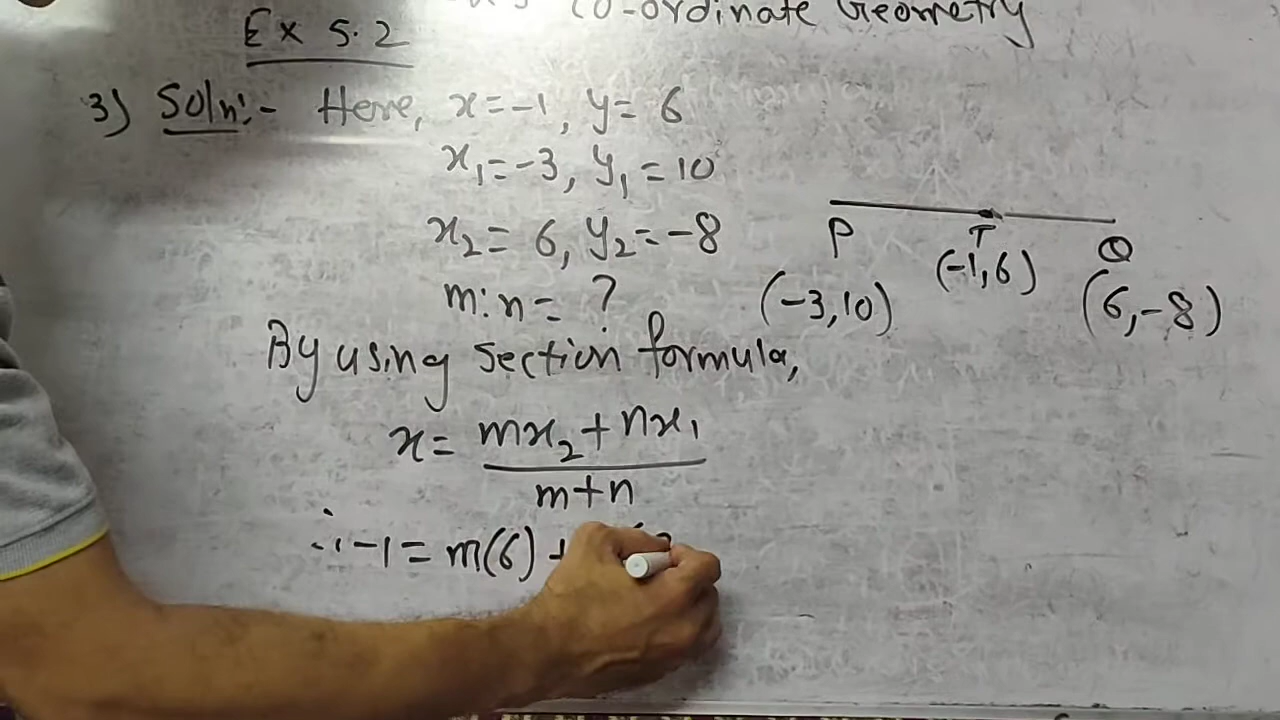 Co-ordinate Geometry
Ex 5.2
3) Soln:- Here, x=-1, y= 6
x₁=-3, y₁=10
x₂= 6, y₂=-8
m:n= ?
P T Q
(-3,10) (-1,6) (6,-8)
By using section formula,
x= mx₂+nx₁
m+n
∴ -1= m(6)+